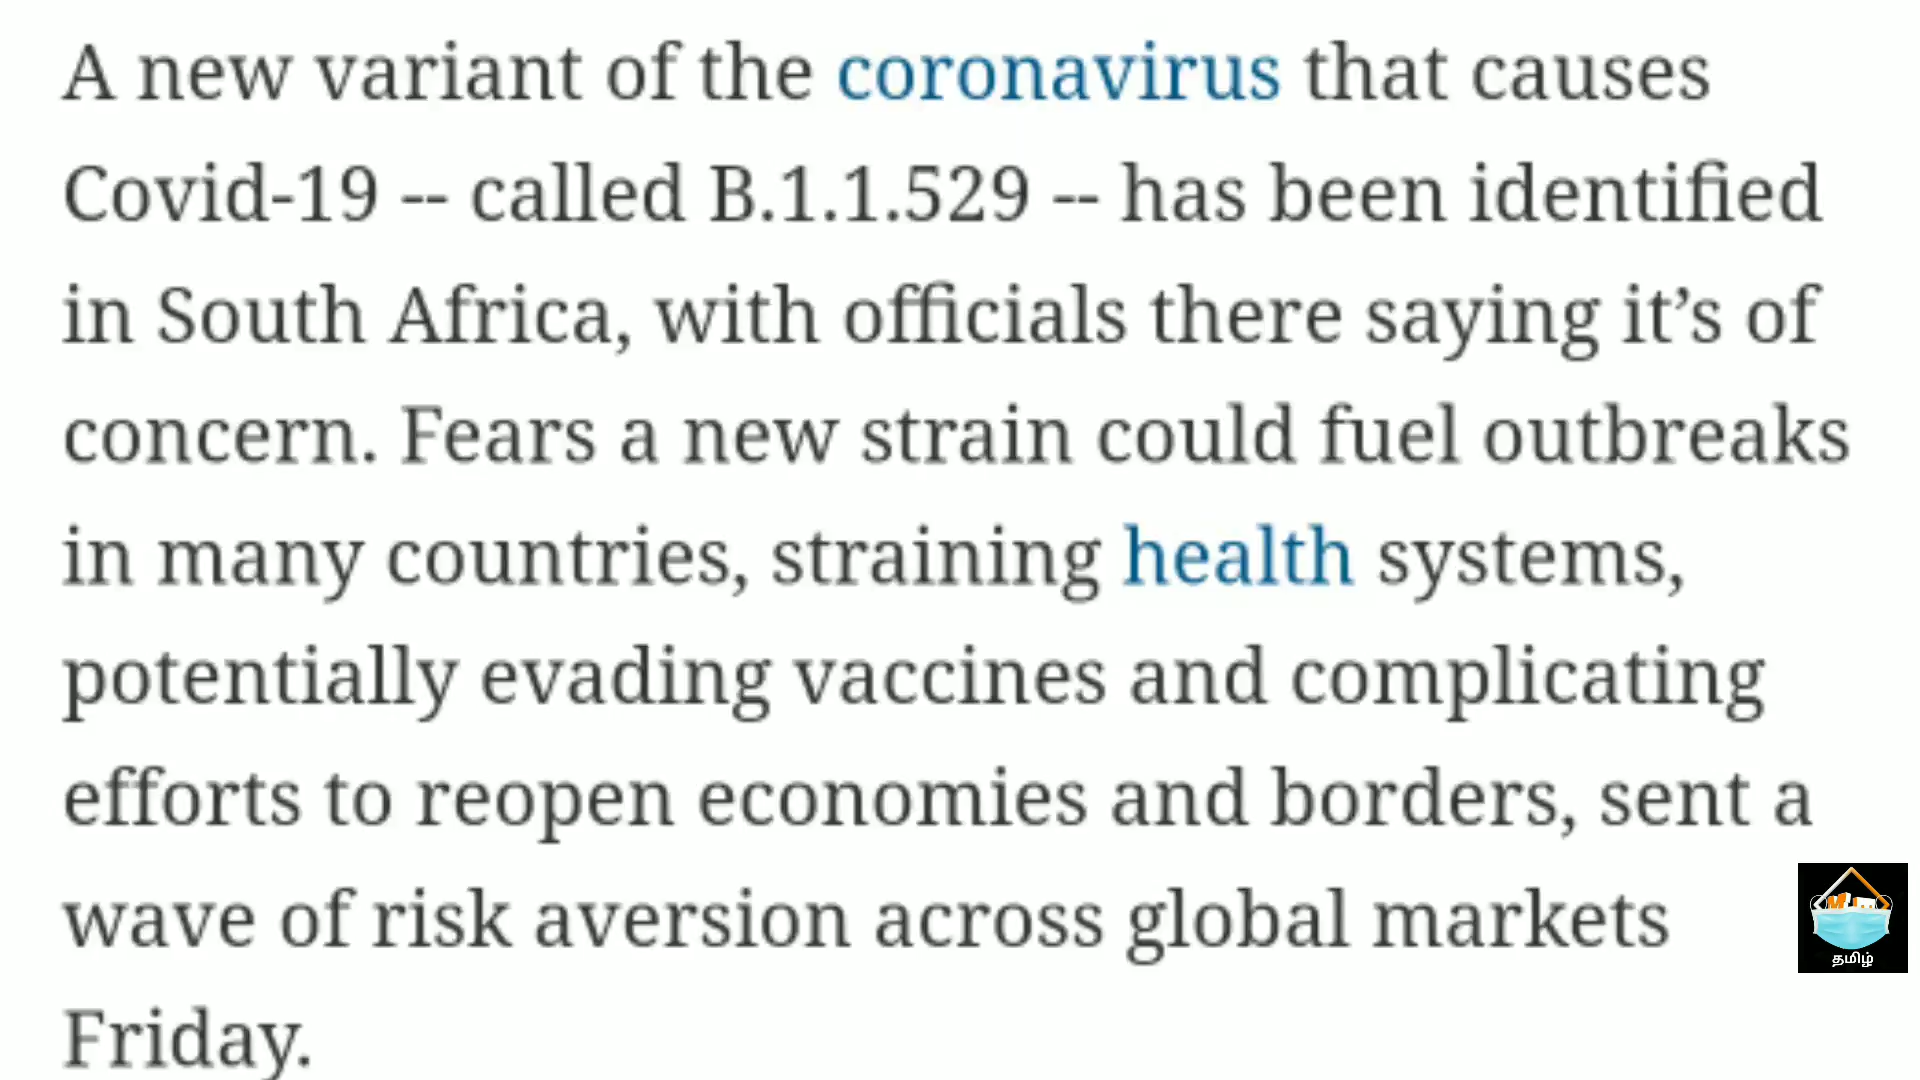 A new variant of the coronavirus that causes
Covid-19 -- called B.1.1.529 -- has been identified
in South Africa, with officials there saying it’s of
concern. Fears a new strain could fuel outbreaks
in many countries, straining health systems,
potentially evading vaccines and complicating
efforts to reopen economies and borders, sent a
wave of risk aversion across global markets
Friday.
தமிழ்